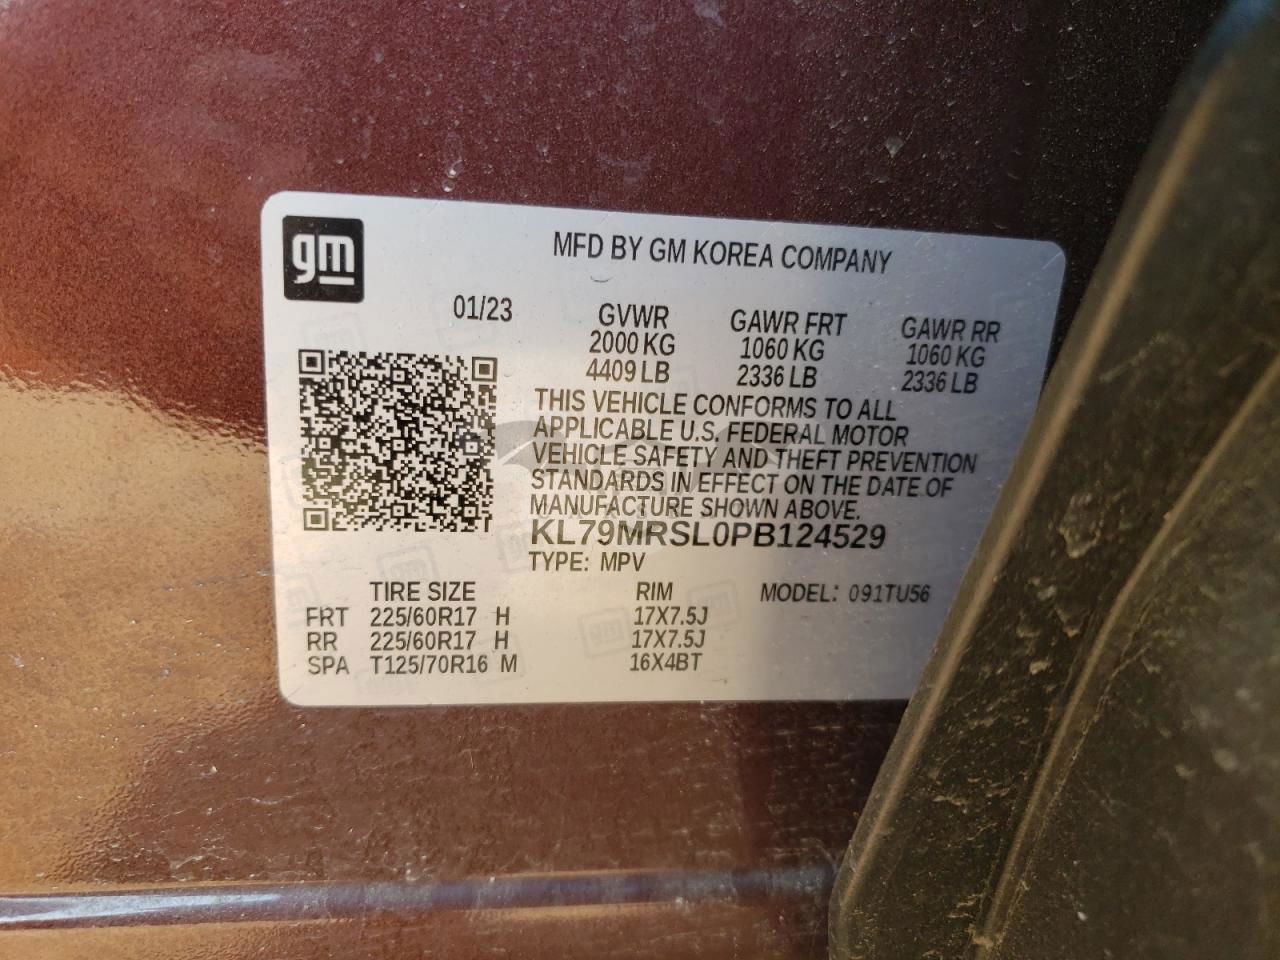 gm
MFD BY GM KOREA COMPANY
01/23 GVWR GAWR FRT GAWR RR
2000 KG 1060 KG 1060 KG
4409 LB 2336 LB 2336 LB
THIS VEHICLE CONFORMS TO ALL
APPLICABLE U.S. FEDERAL MOTOR
VEHICLE SAFETY AND THEFT PREVENTION
STANDARDS IN EFFECT ON THE DATE OF
MANUFACTURE SHOWN ABOVE.
KL79MRSL0PB124529
TYPE: MPV
TIRE SIZE RIM MODEL: 091TU56
FRT 225/60R17 H 17X7.5J
RR 225/60R17 H 17X7.5J
SPA T125/70R16 M 16X4BT